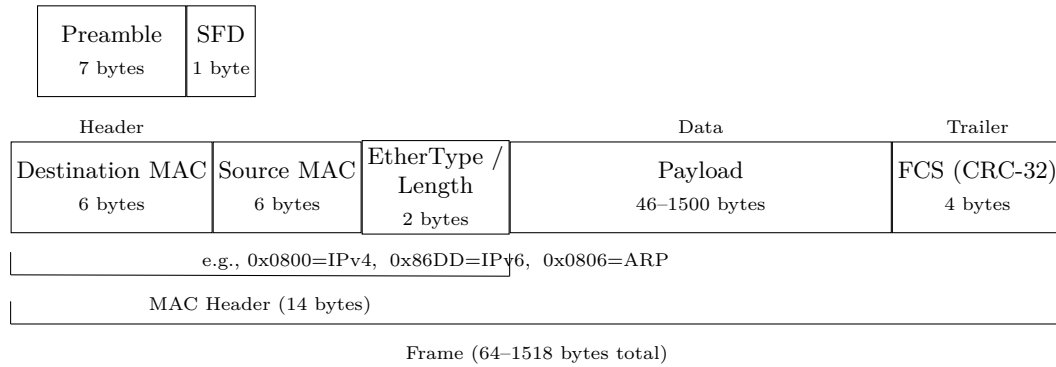 Preamble
7 bytes
SFD
1 byte
Header
Data
Trailer
Destination MAC
6 bytes
Source MAC
6 bytes
EtherType /
Length
2 bytes
Payload
46–1500 bytes
FCS (CRC-32)
4 bytes
e.g., 0x0800=IPv4, 0x86DD=IPv6, 0x0806=ARP
MAC Header (14 bytes)
Frame (64–1518 bytes total)